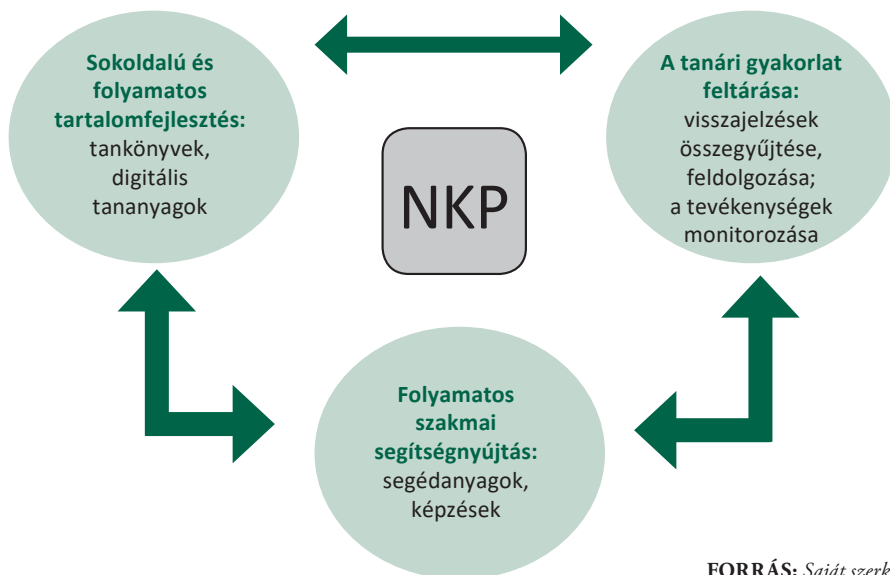 Sokoldalú és
folyamatos
tartalomfejlesztés:
tankönyvek,
digitális
tananyagok
A tanári gyakorlat
feltárása:
visszajelzések
összegyűjtése,
feldolgozása;
a tevékenységek
monitorozása
NKP
Folyamatos
szakmai
segítségnyújtás:
segédanyagok,
képzések
FORRÁS: Saját szerk